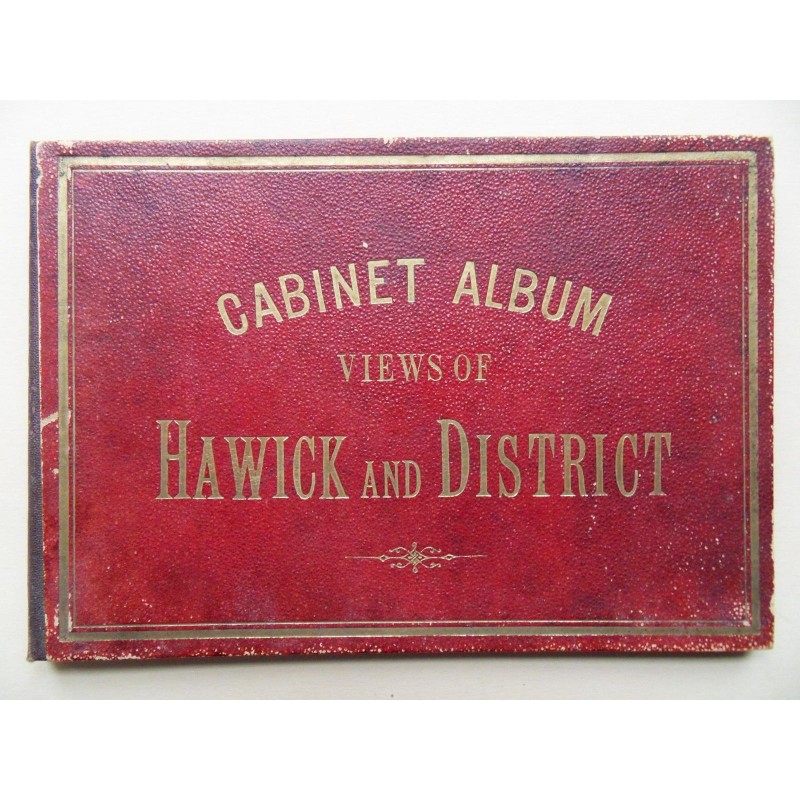 CABINET ALBUM
VIEWS OF
HAWICK AND DISTRICT